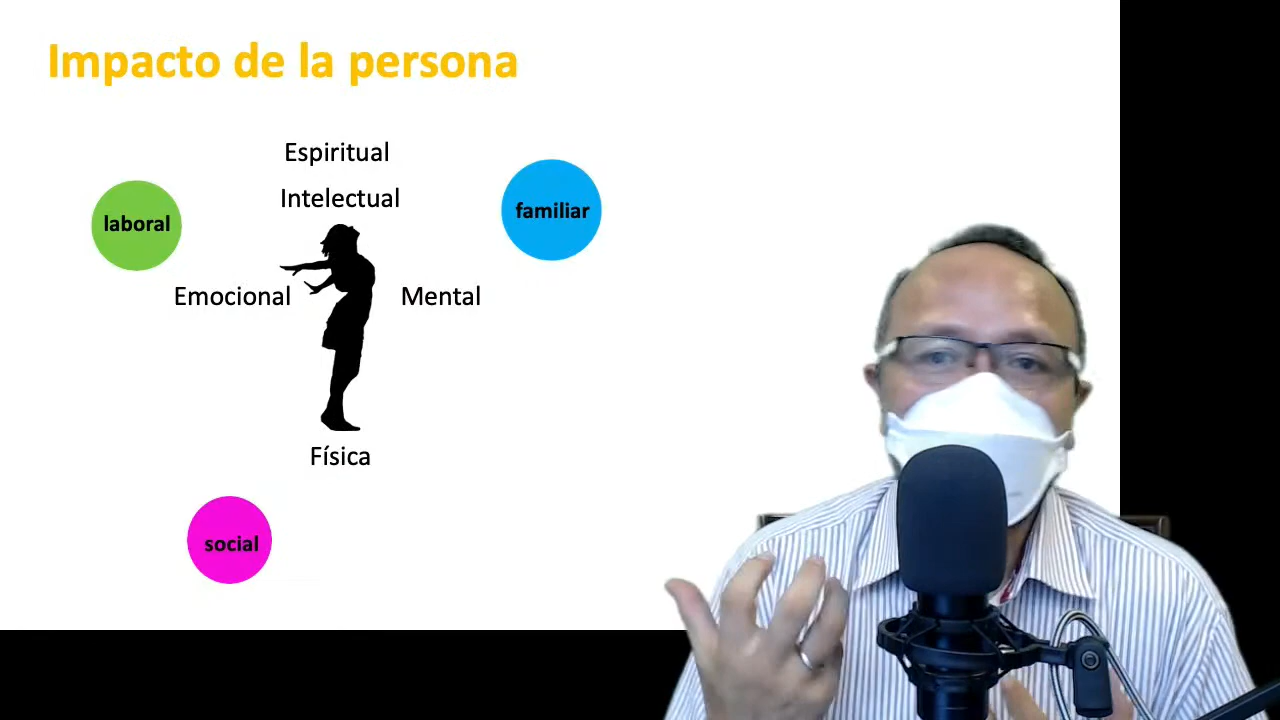 Impacto de la persona
Espiritual
Intelectual
laboral
familiar
Emocional
Mental
Física
social